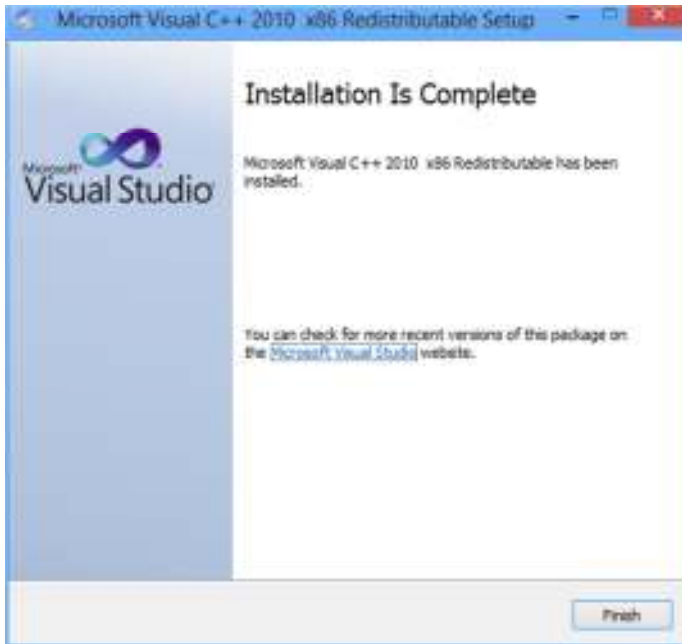 Microsoft Visual C++ 2010 x86 Redistributable Setup
Installation Is Complete
Microsoft
Visual Studio
Microsoft Visual C++ 2010 x86 Redistributable has been
installed.
You can check for more recent versions of this package on
the Microsoft Visual Studio website.
Finish